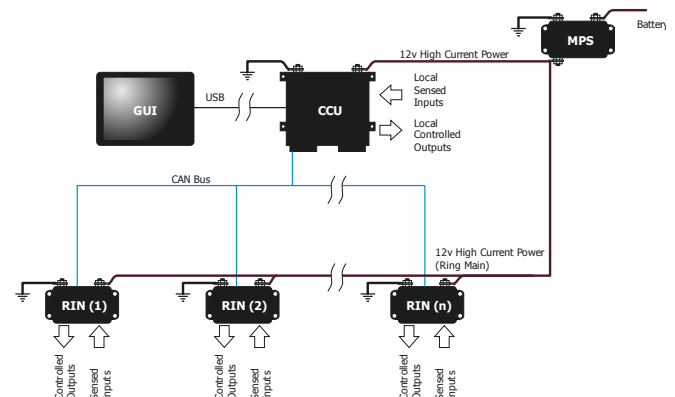 Battery
MPS
12v High Current Power
Local
Sensed
Inputs
USB
GUI
CCU
Local
Controlled
Outputs
CAN Bus
12v High Current Power
(Ring Main)
RIN (1)
RIN (2)
RIN (n)
Controlled
Outputs
Sensed
Inputs
Controlled
Outputs
Sensed
Inputs
Controlled
Outputs
Sensed
Inputs